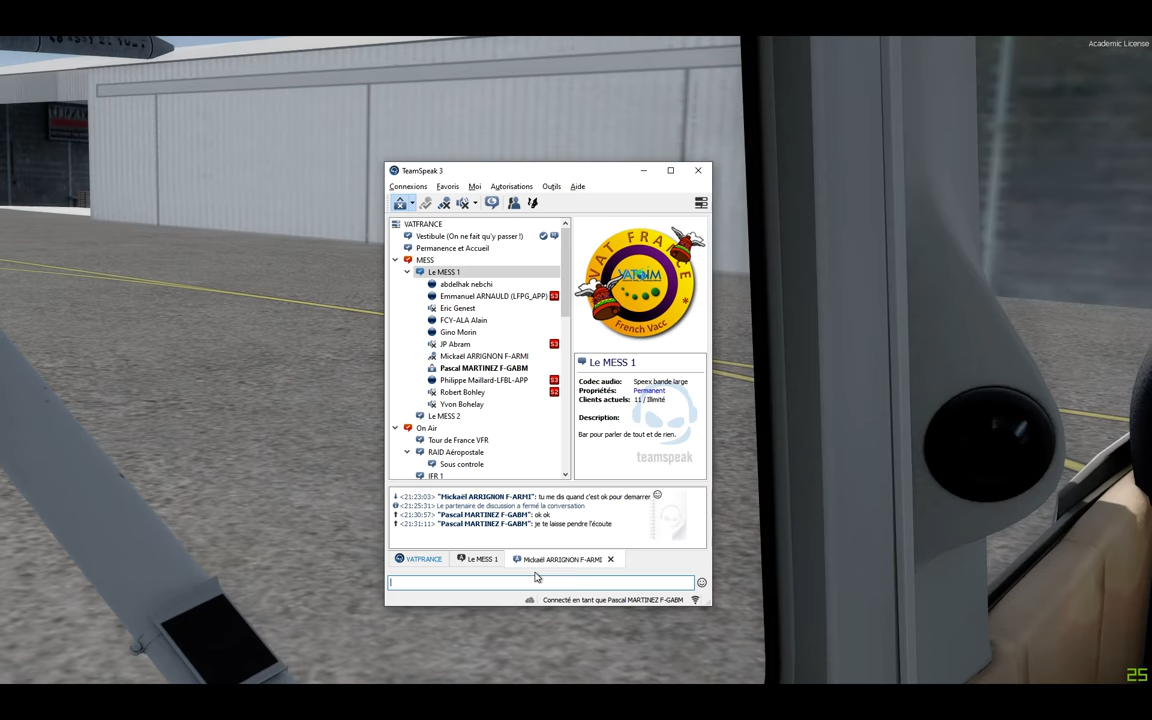 Academic License
TeamSpeak 3
Connexions Favoris Moi Autorisations Outils Aide
VATFRANCE
Vestibule (On ne fait qu'y passer !)
Permanence et Accueil
MESS
Le MESS 1
abdelhak nebchi
Emmanuel ARNAULD (LFPG_APP) S3
Eric Genest
FCY-ALA Alain
Gino Morin
JP Abram S3
Mickaël ARRIGNON F-ARMI
Pascal MARTINEZ F-GABM
Philippe Maillard-LFBL-APP S3
Robert Bohley S2
Yvon Bohelay
Le MESS 2
On Air
Tour de France VFR
RAID Aéropostale
Sous controle
IFR 1
VAT FRANCE
VATSIM
French Vacc
Le MESS 1
Codec audio: Speex bande large
Propriétés: Permanent
Clients actuels: 11 / Illimité
Description:
Bar pour parler de tout et de rien.
teamspeak
<21:23:03> "Mickaël ARRIGNON F-ARMI": tu me dis quand c'est ok pour demarrer
<21:25:31> Le partenaire de discussion a fermé la conversation
<21:30:57> "Pascal MARTINEZ F-GABM": ok ok
<21:31:11> "Pascal MARTINEZ F-GABM": je te laisse pendre l'écoute
VATFRANCE Le MESS 1 Mickaël ARRIGNON F-ARMI
Connecté en tant que Pascal MARTINEZ F-GABM
25